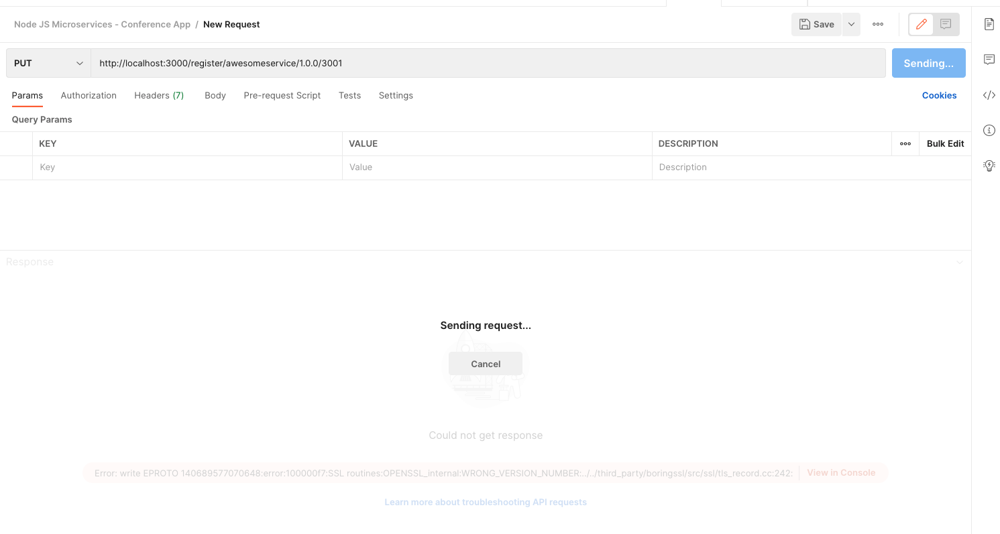 Node JS Microservices - Conference App / New Request
Save
PUT
http://localhost:3000/register/awesomeservice/1.0.0/3001
Sending...
Params Authorization Headers (7) Body Pre-request Script Tests Settings Cookies
Query Params
KEY VALUE DESCRIPTION Bulk Edit
Key Value Description
Response
Sending request...
Cancel
Could not get response
Error: write EPROTO 140689577070648:error:100000f7:SSL routines:OPENSSL_internal:WRONG_VERSION_NUMBER:../../third_party/boringssl/src/ssl/tls_record.cc:242: View in Console
Learn more about troubleshooting API requests